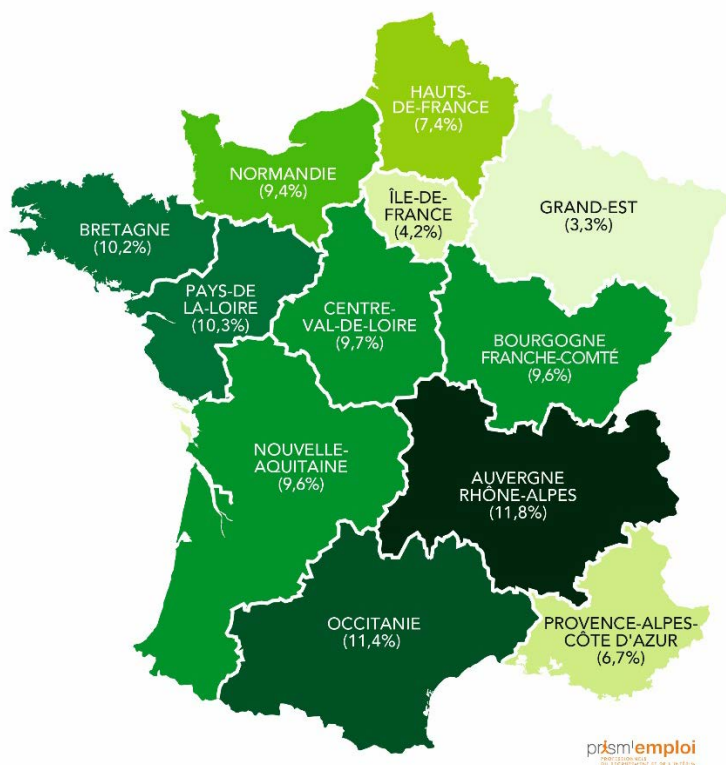 HAUTS-
DE-FRANCE
(7,4%)
NORMANDIE
(9,4%)
ÎLE-DE-
FRANCE
(4,2%)
GRAND-EST
(3,3%)
BRETAGNE
(10,2%)
PAYS-DE
LA-LOIRE
(10,3%)
CENTRE-
VAL-DE-LOIRE
(9,7%)
BOURGOGNE
FRANCHE-COMTÉ
(9,6%)
NOUVELLE-
AQUITAINE
(9,6%)
AUVERGNE
RHÔNE-ALPES
(11,8%)
OCCITANIE
(11,4%)
PROVENCE-ALPES-
CÔTE D'AZUR
(6,7%)
prism'emploi